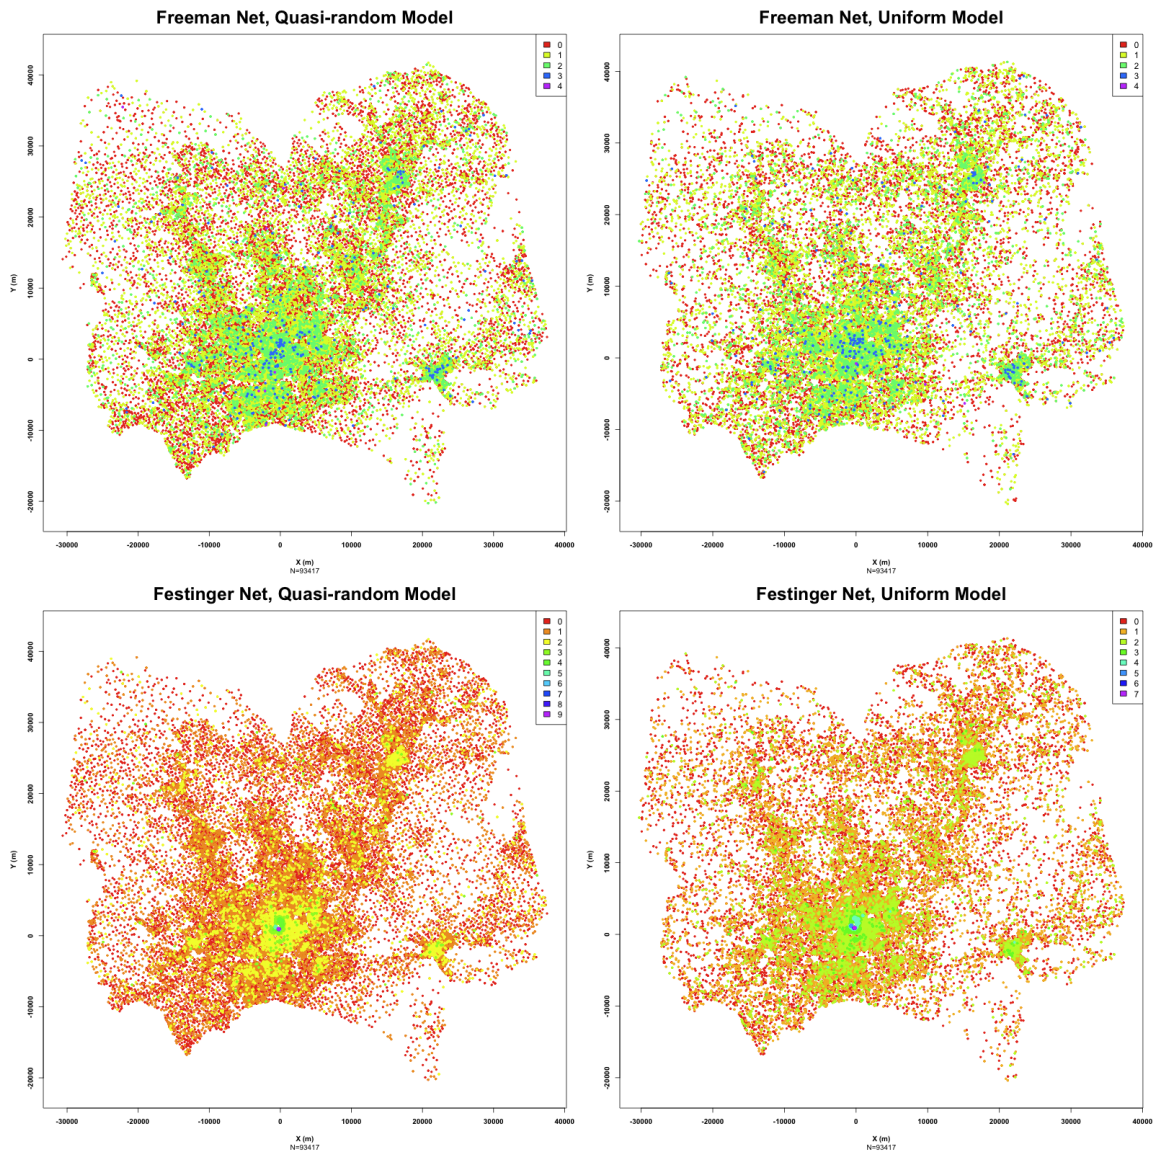 Freeman Net, Quasi-random Model
0
1
2
3
4
40000
30000
20000
10000
0
-10000
-20000
Y (m)
-30000 -20000 -10000 0 10000 20000 30000 40000
X (m)
N=93417
Freeman Net, Uniform Model
0
1
2
3
4
40000
30000
20000
10000
0
-10000
-20000
Y (m)
-30000 -20000 -10000 0 10000 20000 30000 40000
X (m)
N=93417
Festinger Net, Quasi-random Model
0
1
2
3
4
5
6
7
8
9
40000
30000
20000
10000
0
-10000
-20000
Y (m)
-30000 -20000 -10000 0 10000 20000 30000 40000
X (m)
N=93417
Festinger Net, Uniform Model
0
1
2
3
4
5
6
7
40000
30000
20000
10000
0
-10000
-20000
Y (m)
-30000 -20000 -10000 0 10000 20000 30000 40000
X (m)
N=93417